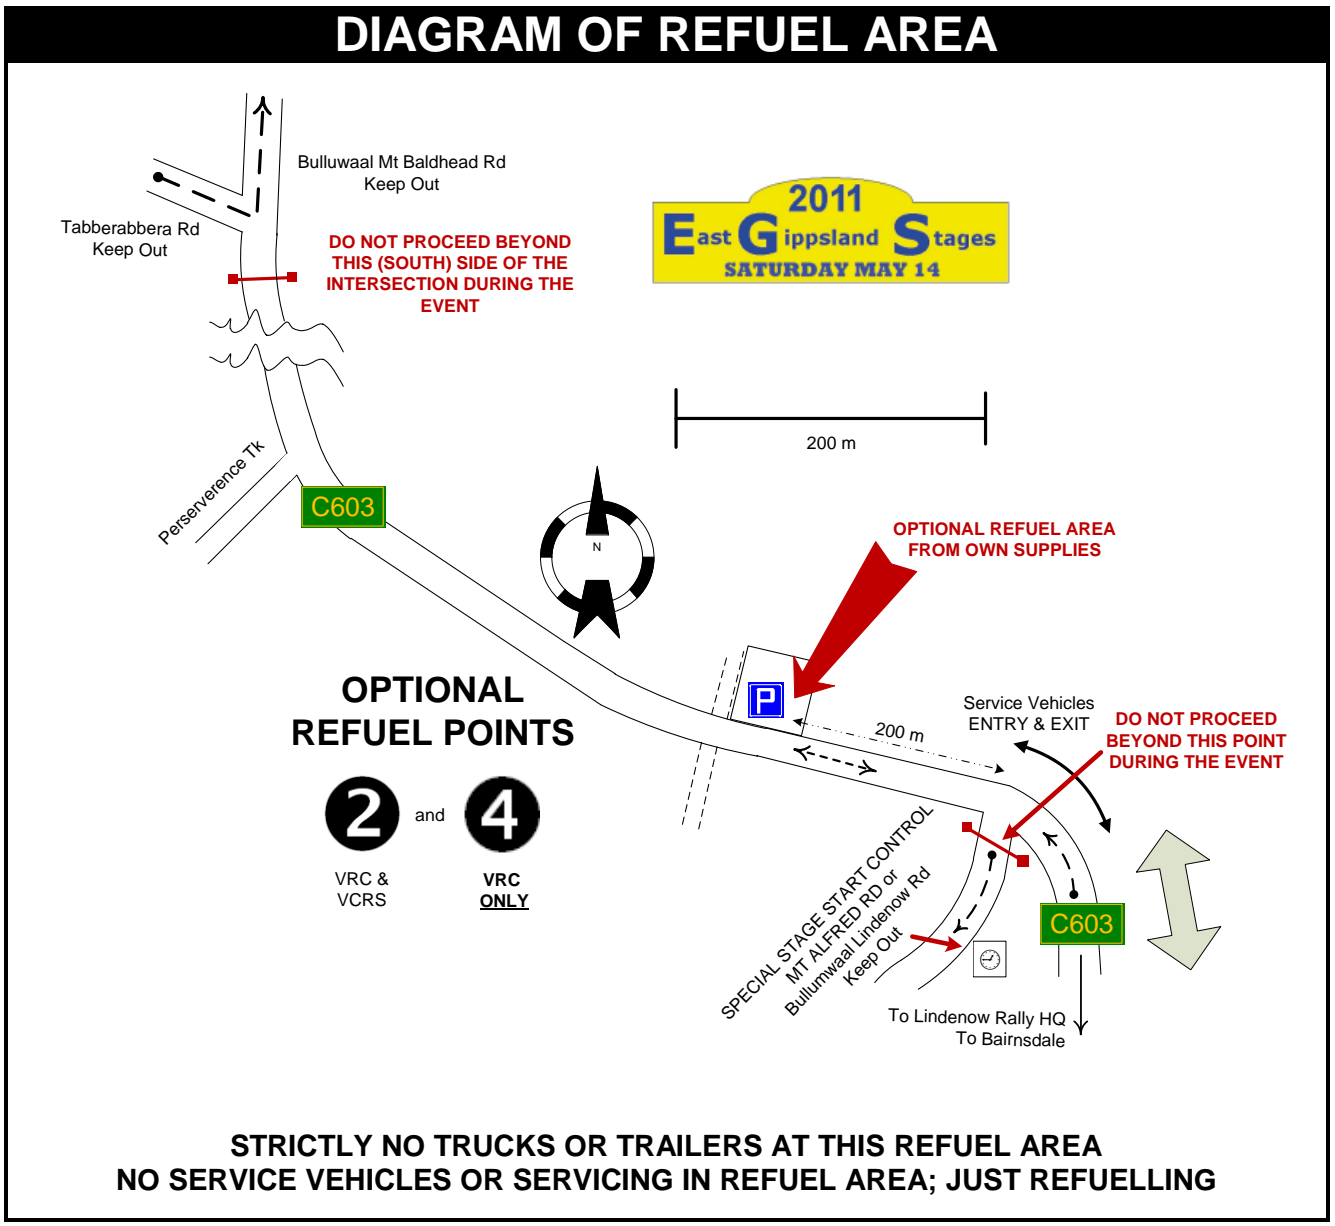 DIAGRAM OF REFUEL AREA
Bulluwaal Mt Baldhead Rd
Keep Out
Tabberabbera Rd
Keep Out
DO NOT PROCEED BEYOND
THIS (SOUTH) SIDE OF THE
INTERSECTION DURING THE
EVENT
2011
East Gippsland Stages
SATURDAY MAY 14
200 m
Perserverence Tk
C603
N
OPTIONAL REFUEL AREA
FROM OWN SUPPLIES
P
200 m
Service Vehicles
ENTRY & EXIT
DO NOT PROCEED
BEYOND THIS POINT
DURING THE EVENT
OPTIONAL
REFUEL POINTS
2 and 4
VRC &
VCRS
VRC
ONLY
SPECIAL STAGE START CONTROL
MT ALFRED RD or
Bullumwaal Lindenow Rd
Keep Out
C603
To Lindenow Rally HQ
To Bairnsdale
STRICTLY NO TRUCKS OR TRAILERS AT THIS REFUEL AREA
NO SERVICE VEHICLES OR SERVICING IN REFUEL AREA; JUST REFUELLING